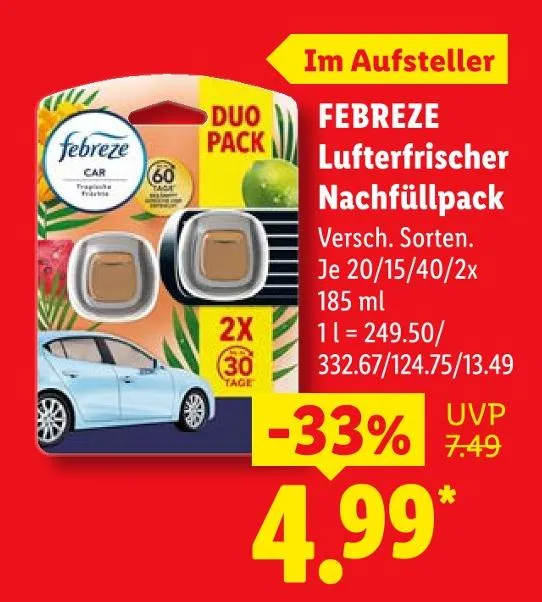 Im Aufsteller
FEBREZE
Lufterfrischer
Nachfüllpack
Versch. Sorten.
Je 20/15/40/2x
185 ml
1 l = 249.50/
332.67/124.75/13.49
DUO
PACK
febreze
CAR
Tropische
Früchte
60
TAGE
2X
30
TAGE
-33%
UVP
7.49
4.99*